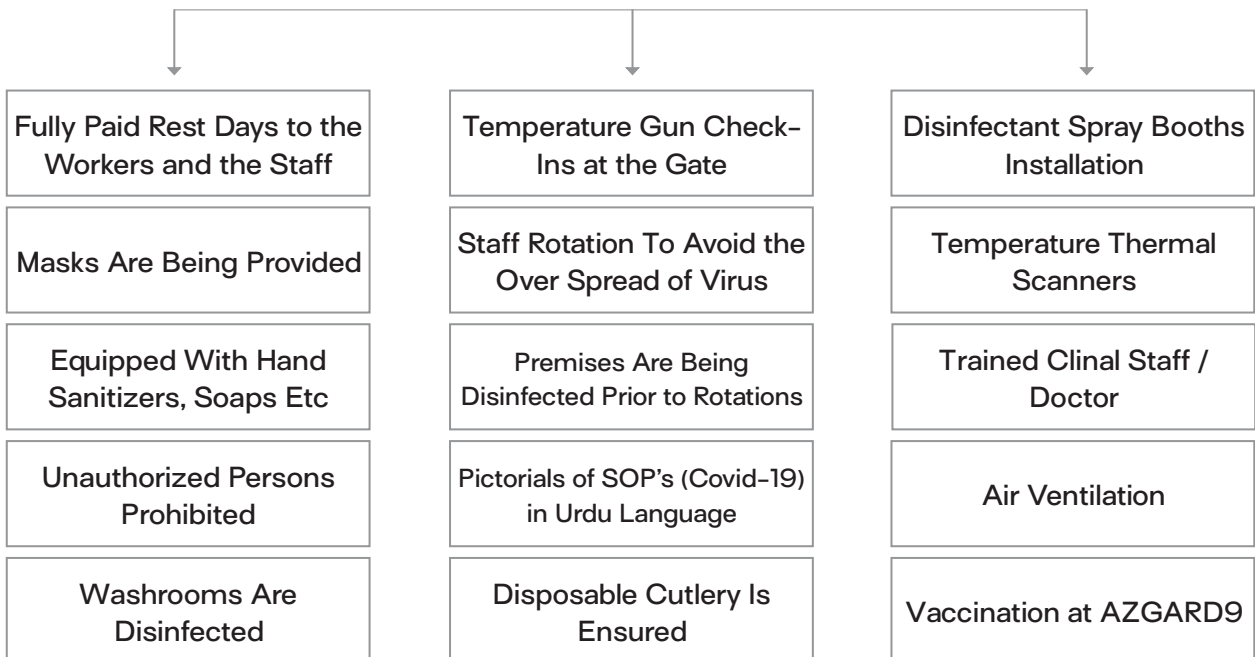 Fully Paid Rest Days to the
Workers and the Staff
Masks Are Being Provided
Equipped With Hand
Sanitizers, Soaps Etc
Unauthorized Persons
Prohibited
Washrooms Are
Disinfected
Temperature Gun Check-
Ins at the Gate
Staff Rotation To Avoid the
Over Spread of Virus
Premises Are Being
Disinfected Prior to Rotations
Pictorials of SOP's (Covid-19)
in Urdu Language
Disposable Cutlery Is
Ensured
Disinfectant Spray Booths
Installation
Temperature Thermal
Scanners
Trained Clinal Staff /
Doctor
Air Ventilation
Vaccination at AZGARD9